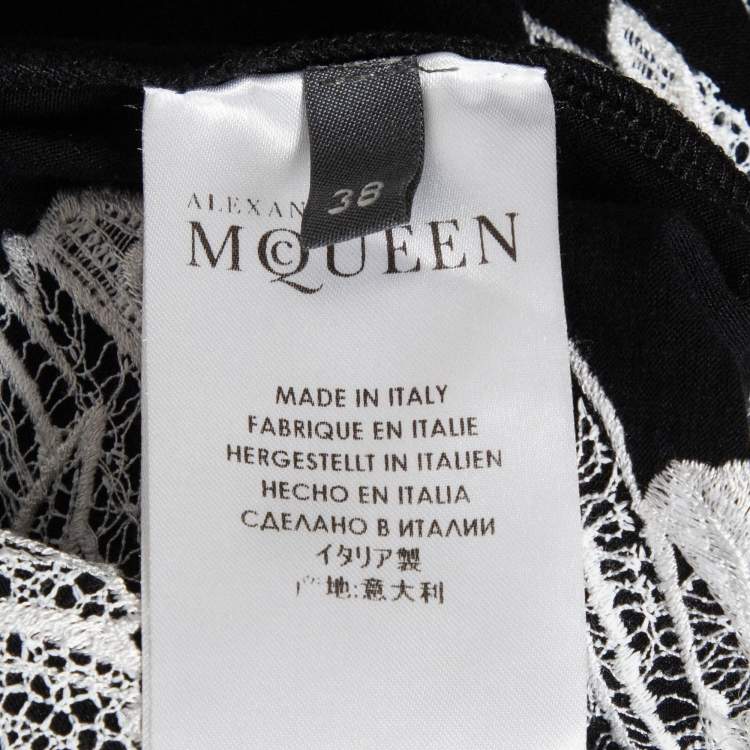 38
ALEXAN
McQUEEN
MADE IN ITALY
FABRIQUE EN ITALIE
HERGESTELLT IN ITALIEN
HECHO EN ITALIA
СДЕЛАНО В ИТАЛИИ
イタリア製
产地:意大利